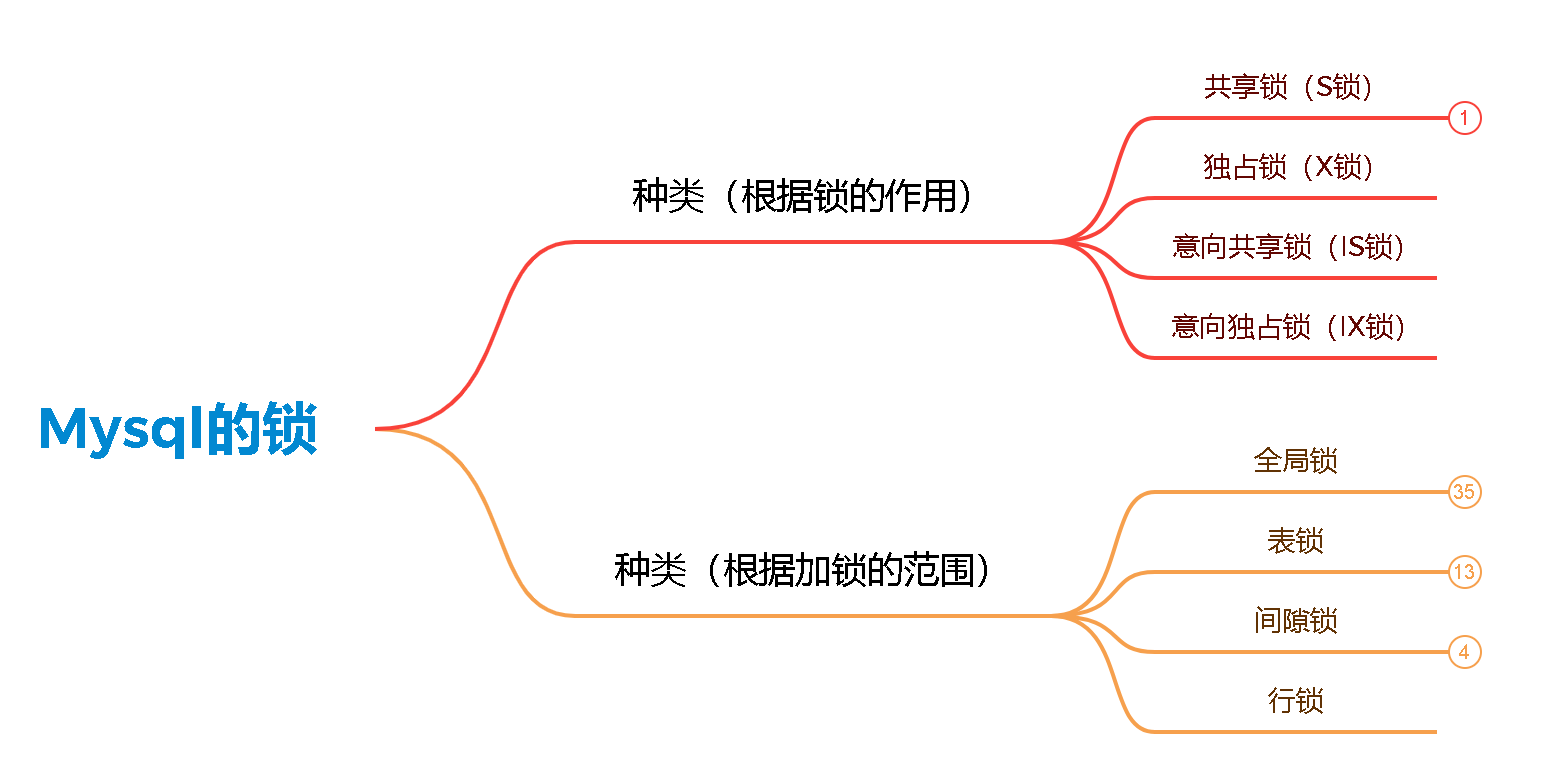 Mysql的锁
种类（根据锁的作用）
共享锁（S锁）
1
独占锁（X锁）
意向共享锁（IS锁）
意向独占锁（IX锁）
种类（根据加锁的范围）
全局锁
35
表锁
13
间隙锁
4
行锁